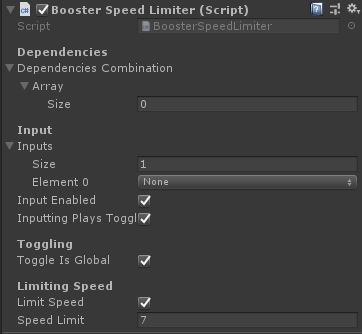 Booster Speed Limiter (Script)
Script BoosterSpeedLimiter
Dependencies
Dependencies Combination
Array
Size 0
Input
Inputs
Size 1
Element 0 None
Input Enabled
Inputting Plays Toggl
Toggling
Toggle Is Global
Limiting Speed
Limit Speed
Speed Limit 7